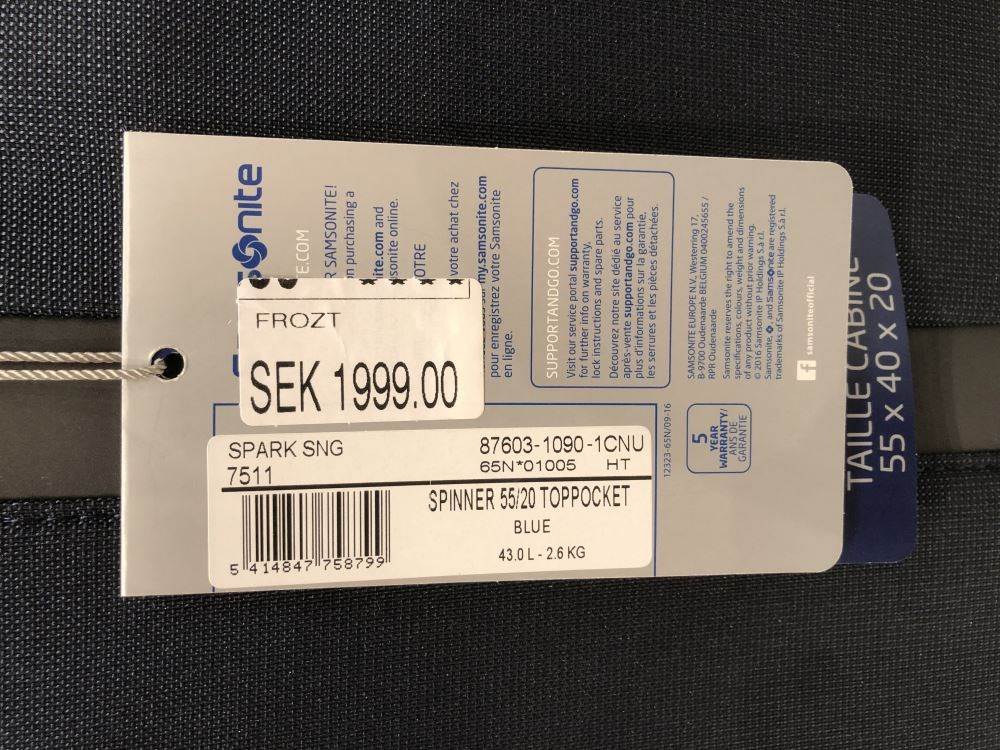 FROZT
SEK 1999.00
SPARK SNG
7511
87603-1090-1CNU
65N*01005 HT
SPINNER 55/20 TOPPOCKET
BLUE
43.0 L - 2.6 KG
5 414847 758799
SAMSONITE!
purchasing a
and
online.
votre achat chez
my.samsonite.com
pour enregistrez votre Samsonite
en ligne.
SUPPORTANDGO.COM
Visit our service portal supportandgo.com
for further info on warranty,
lock instructions and spare parts.
Découvrez notre site dédié au service
après-vente supportandgo.com pour
plus d'informations sur la garantie,
les serrures et les pièces détachées.
12323-65N/09-16
5
YEAR
WARRANTY/
ANS DE
GARANTIE
SAMSONITE EUROPE N.V., Westerring 17,
B-9700 Oudenaarde BELGIUM 0400245655 /
RPR Oudenaarde
Samsonite reserves the right to amend the
specifications, colours, weight and dimensions
of any product without prior warning.
© 2016 Samsonite IP Holdings S.à r.l.
Samsonite, and Samsonite are registered
trademarks of Samsonite IP Holdings S.à r.l.
f samsoniteofficial
TAILLE CABINE
55 x 40 x 20